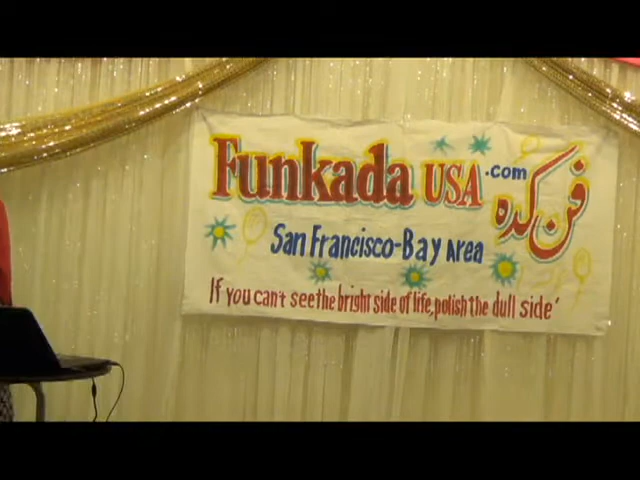 Funkada USA.com فن کدہ
San Francisco-Bay Area
If you can't see the bright side of life, polish the dull side'